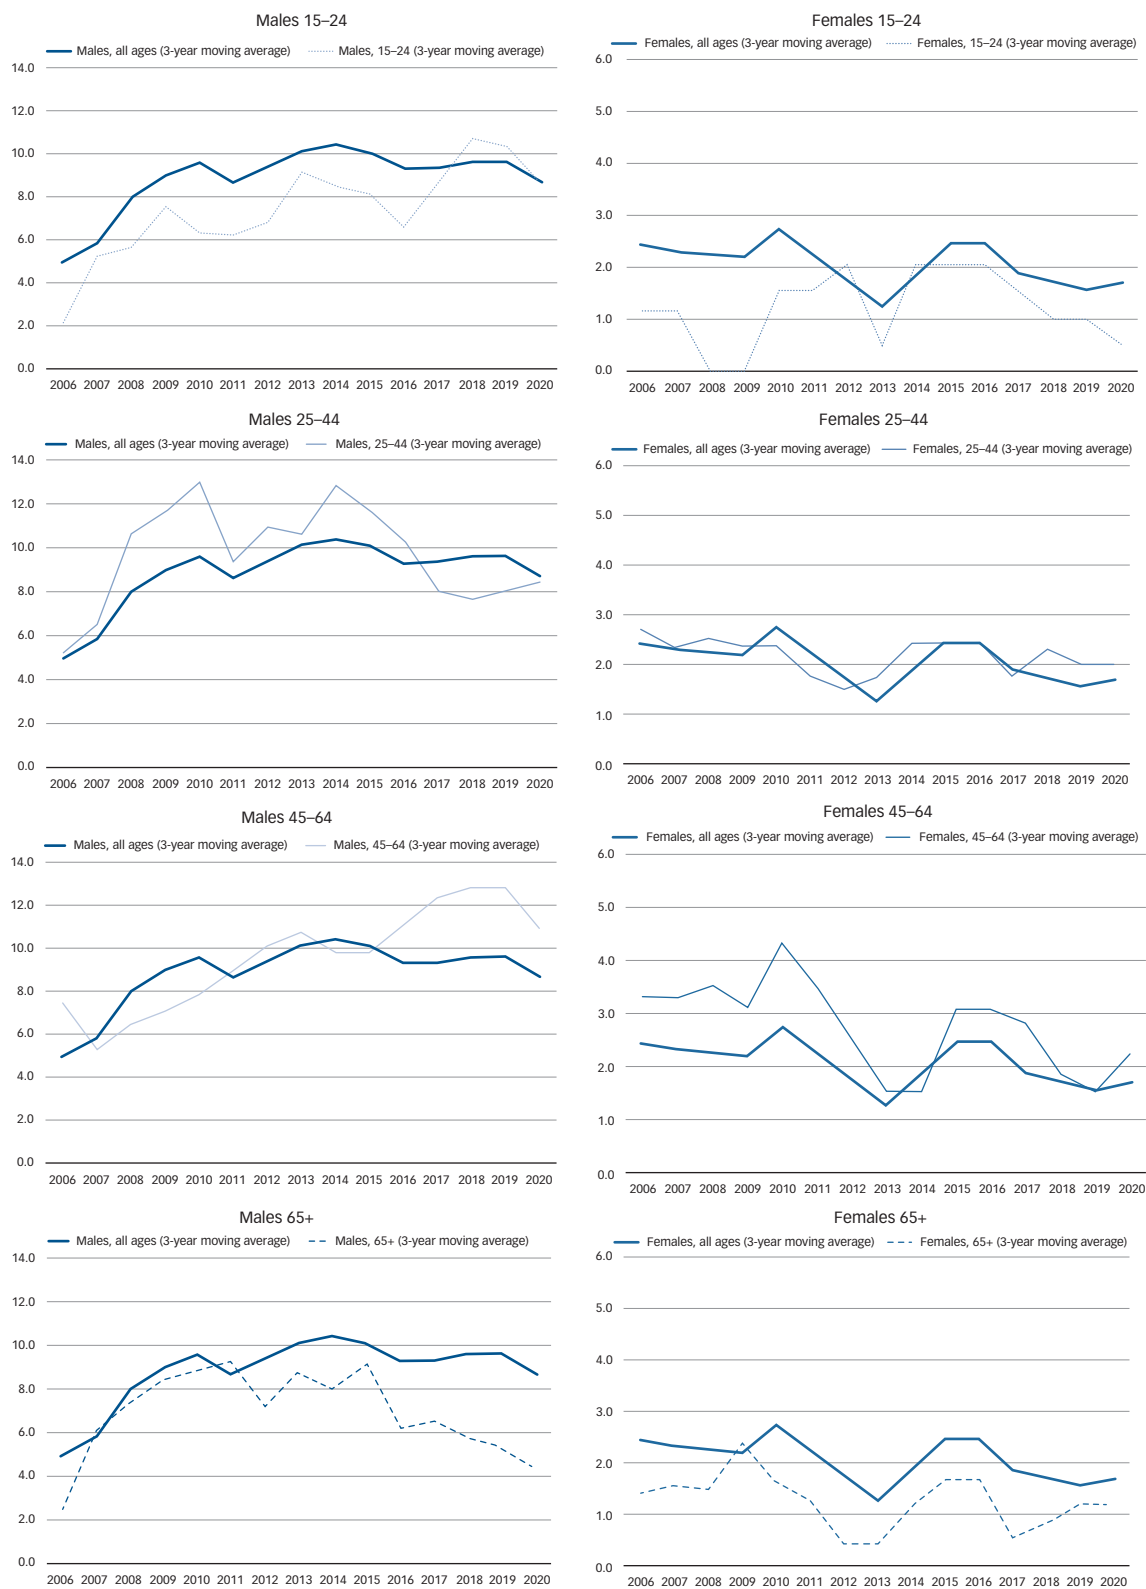 Males 15–24
Males, all ages (3-year moving average) Males, 15–24 (3-year moving average)
14.0
12.0
10.0
8.0
6.0
4.0
2.0
0.0
2006 2007 2008 2009 2010 2011 2012 2013 2014 2015 2016 2017 2018 2019 2020
Females 15–24
Females, all ages (3-year moving average) Females, 15–24 (3-year moving average)
6.0
5.0
4.0
3.0
2.0
1.0
0.0
2006 2007 2008 2009 2010 2011 2012 2013 2014 2015 2016 2017 2018 2019 2020
Males 25–44
Males, all ages (3-year moving average) Males, 25–44 (3-year moving average)
14.0
12.0
10.0
8.0
6.0
4.0
2.0
0.0
2006 2007 2008 2009 2010 2011 2012 2013 2014 2015 2016 2017 2018 2019 2020
Females 25–44
Females, all ages (3-year moving average) Females, 25–44 (3-year moving average)
6.0
5.0
4.0
3.0
2.0
1.0
0.0
2006 2007 2008 2009 2010 2011 2012 2013 2014 2015 2016 2017 2018 2019 2020
Males 45–64
Males, all ages (3-year moving average) Males, 45–64 (3-year moving average)
14.0
12.0
10.0
8.0
6.0
4.0
2.0
0.0
2006 2007 2008 2009 2010 2011 2012 2013 2014 2015 2016 2017 2018 2019 2020
Females 45–64
Females, all ages (3-year moving average) Females, 45–64 (3-year moving average)
6.0
5.0
4.0
3.0
2.0
1.0
0.0
2006 2007 2008 2009 2010 2011 2012 2013 2014 2015 2016 2017 2018 2019 2020
Males 65+
Males, all ages (3-year moving average) Males, 65+ (3-year moving average)
14.0
12.0
10.0
8.0
6.0
4.0
2.0
0.0
2006 2007 2008 2009 2010 2011 2012 2013 2014 2015 2016 2017 2018 2019 2020
Females 65+
Females, all ages (3-year moving average) Females, 65+ (3-year moving average)
6.0
5.0
4.0
3.0
2.0
1.0
0.0
2006 2007 2008 2009 2010 2011 2012 2013 2014 2015 2016 2017 2018 2019 2020